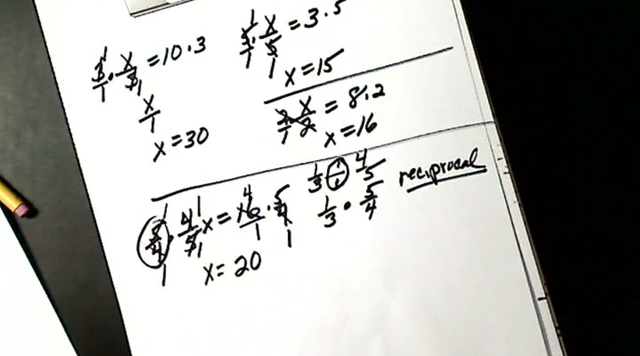 3/1 · x/3 = 10 · 3
x/1
x = 30
5/1 · x/5 = 3 · 5
x = 15
2/1 x/2 = 8 · 2
x = 16
5/4 · 4/5 x = 16/1 · 5/4
x = 20
1/3 ÷ 4/5
1/3 · 5/4
reciprocal